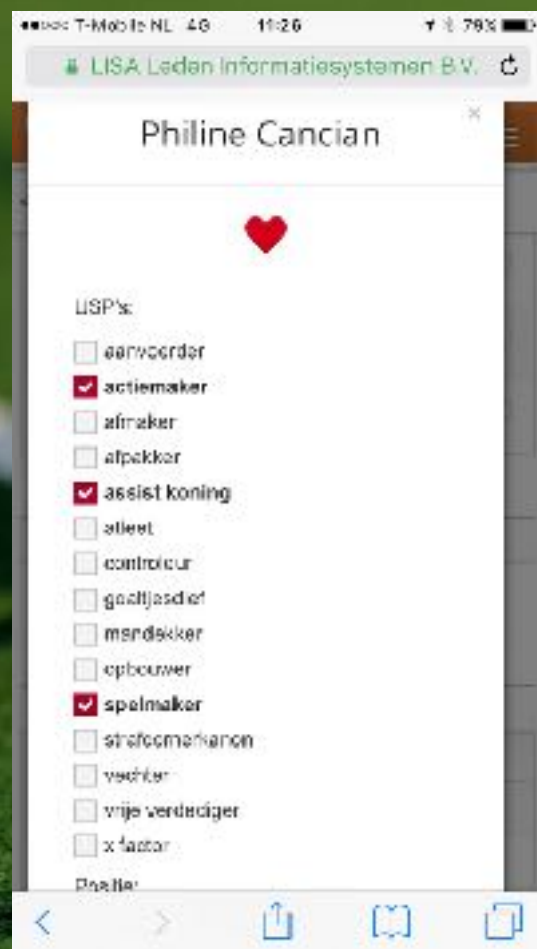 T-Mobile NL 4G 11:26 79%
LISA Leden Informatiesystemen B.V.
Philine Cancian
USP's:
aanvoerder
actiemaker
afmaker
afpakker
assist koning
atleet
controleur
goaltjesdief
mandekker
opbouwer
spelmaker
strafcornerkanon
vechter
vrije verdediger
x factor
Positie: